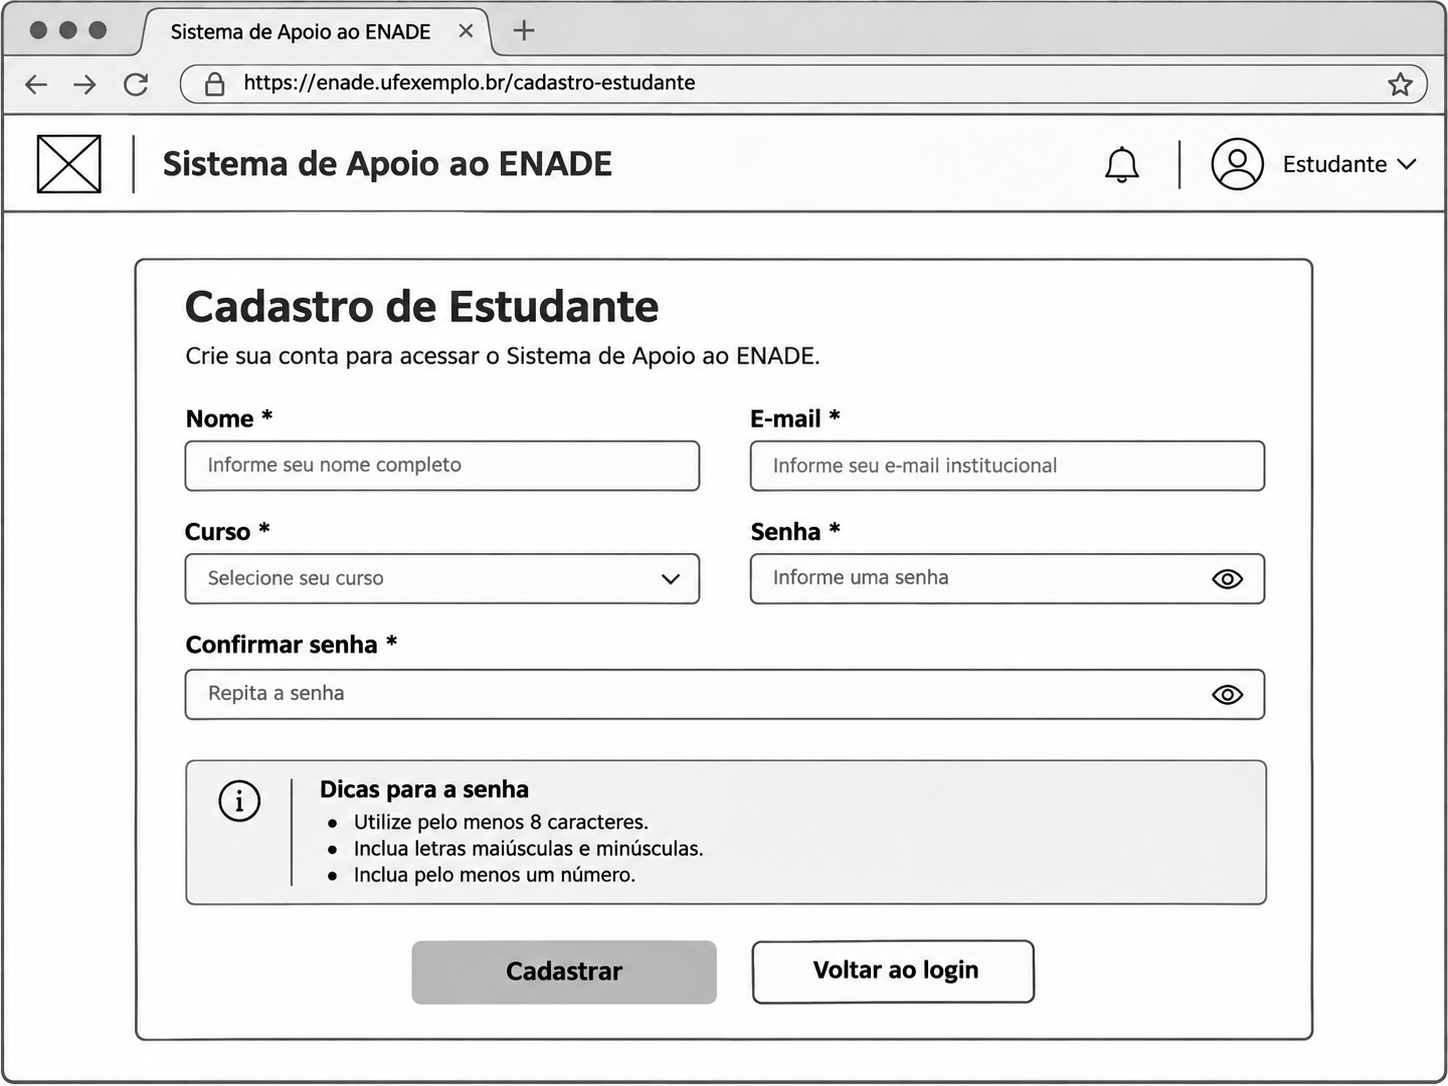 Sistema de Apoio ao ENADE
https://enade.ufexemplo.br/cadastro-estudante
Sistema de Apoio ao ENADE
Estudante
Cadastro de Estudante
Crie sua conta para acessar o Sistema de Apoio ao ENADE.
Nome *
Informe seu nome completo
E-mail *
Informe seu e-mail institucional
Curso *
Selecione seu curso
Senha *
Informe uma senha
Confirmar senha *
Repita a senha
Dicas para a senha
• Utilize pelo menos 8 caracteres.
• Inclua letras maiúsculas e minúsculas.
• Inclua pelo menos um número.
Cadastrar
Voltar ao login